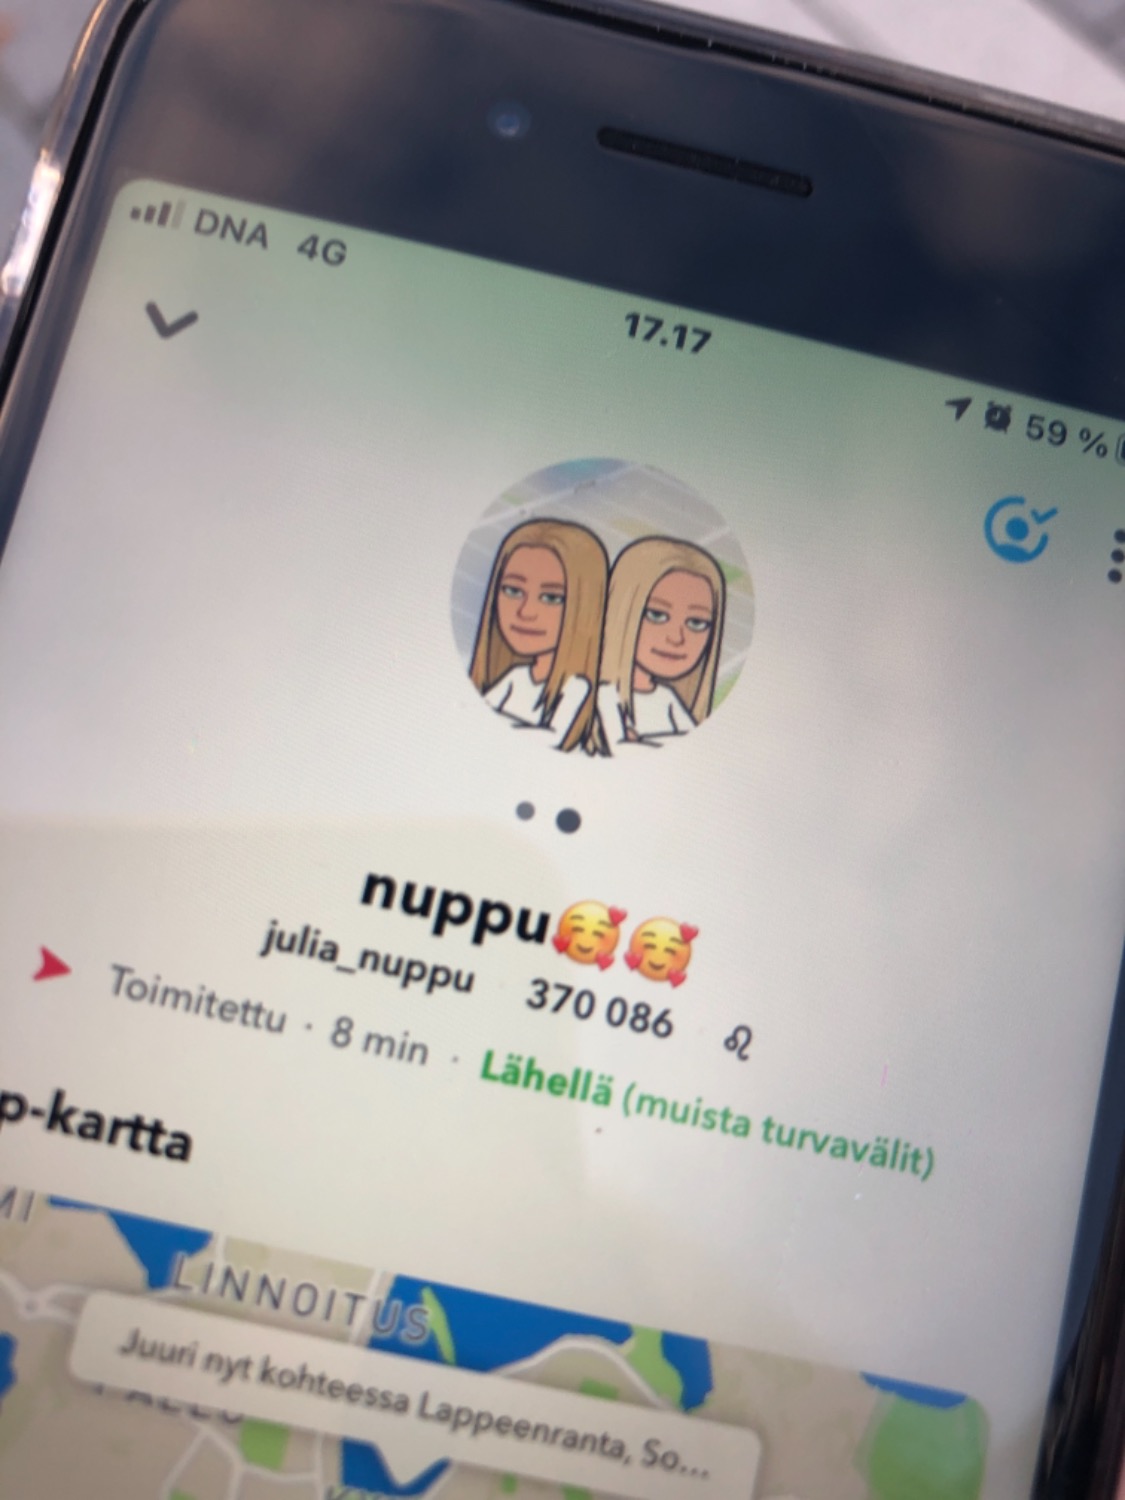 DNA 4G
17.17
59 %
nuppu🥰🥰
julia_nuppu 370 086 ♌
Toimitettu · 8 min · Lähellä (muista turvavälit)
p-kartta
MI
LINNOITUS
Juuri nyt kohteessa Lappeenranta, So...